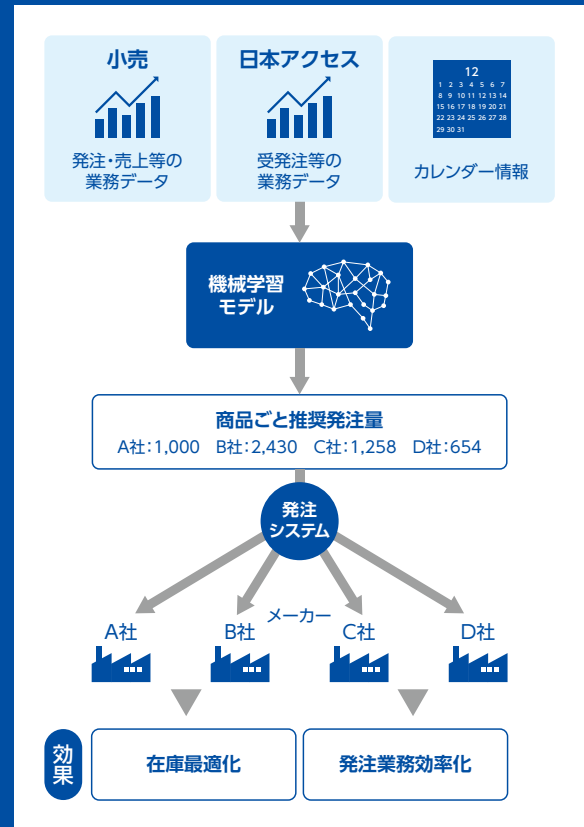 小売
発注・売上等の
業務データ
日本アクセス
受発注等の
業務データ
12
1 2 3 4 5 6 7
8 9 10 11 12 13 14
15 16 17 18 19 20 21
22 23 24 25 26 27 28
29 30 31
カレンダー情報
機械学習
モデル
商品ごと推奨発注量
A社:1,000 B社:2,430 C社:1,258 D社:654
発注
システム
メーカー
A社 B社 C社 D社
効果
在庫最適化
発注業務効率化